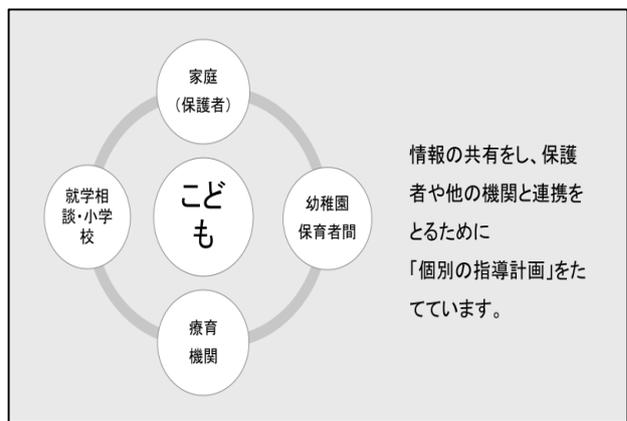 家庭
（保護者）
就学相
談・小学
校
こど
も
幼稚園
保育者間
療育
機関
情報の共有をし、保護
者や他の機関と連携を
とるために
「個別の指導計画」をた
てています。